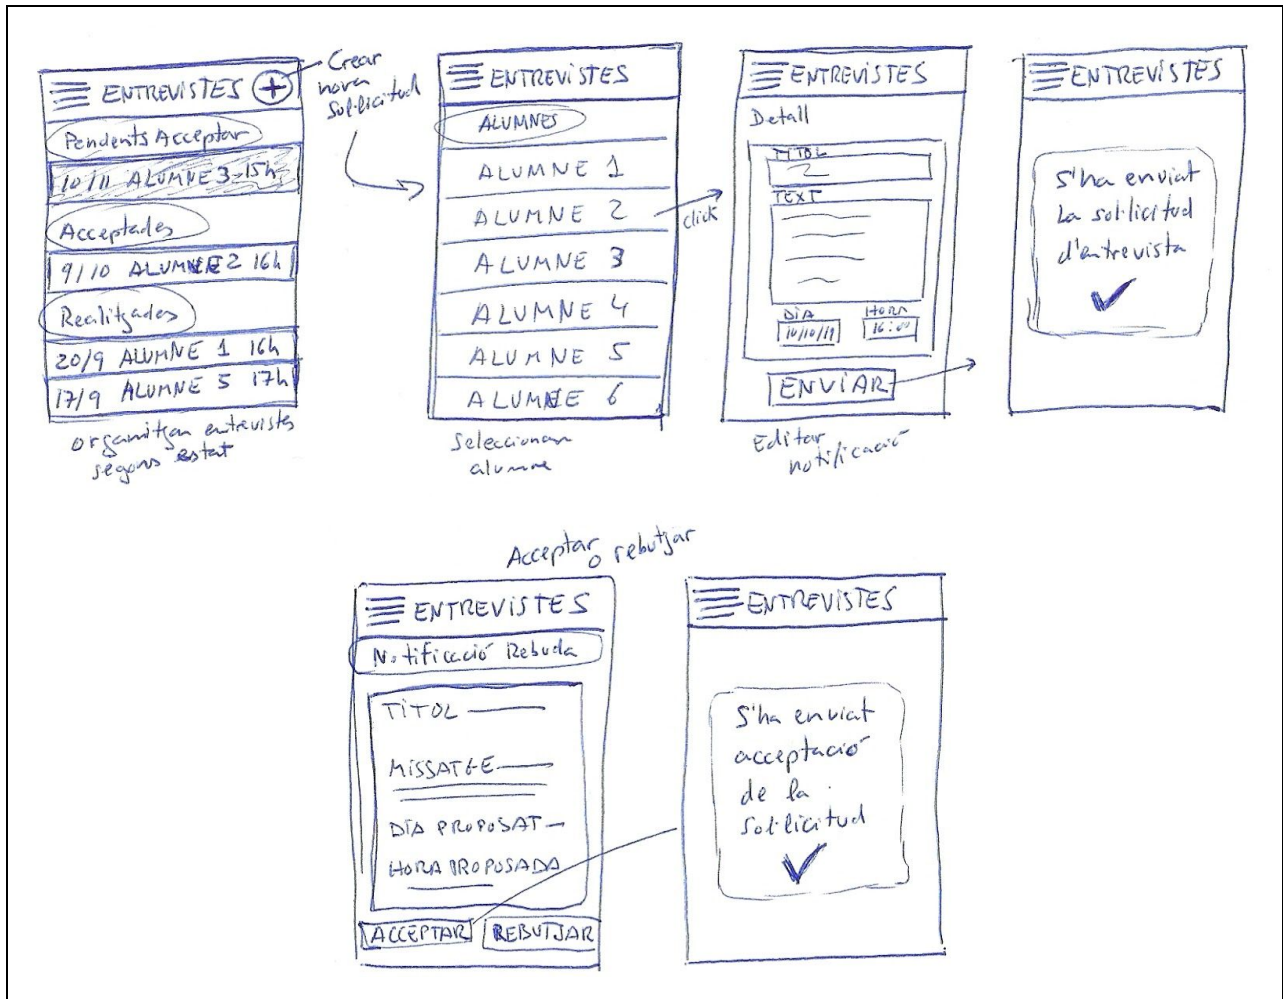 ENTREVISTES +
Crear
nova
Sol·licitud
Pendents Acceptar
10/11 ALUMNE 3 - 15h
Acceptades
9/10 ALUMNE 2 16h
Realitzades
20/9 ALUMNE 1 16h
17/9 ALUMNE 5 17h
organitzan entrevistes
segons estat
ENTREVISTES
ALUMNES
ALUMNE 1
ALUMNE 2
ALUMNE 3
ALUMNE 4
ALUMNE 5
ALUMNE 6
Seleccionan
alumne
click
ENTREVISTES
Detall
TITOL
TEXT
DIA HORA
10/10/19 16:00
ENVIAR
Editar
notificació
ENTREVISTES
S'ha enviat
La sol·licitud
d'entrevista
Acceptar
o rebutjar
ENTREVISTES
Notificació Rebuda
TÍTOL
MISSATGE
DIA PROPOSAT
HORA PROPOSADA
ACCEPTAR REBUTJAR
ENTREVISTES
S'ha enviat
acceptació
de la
Sol·licitud